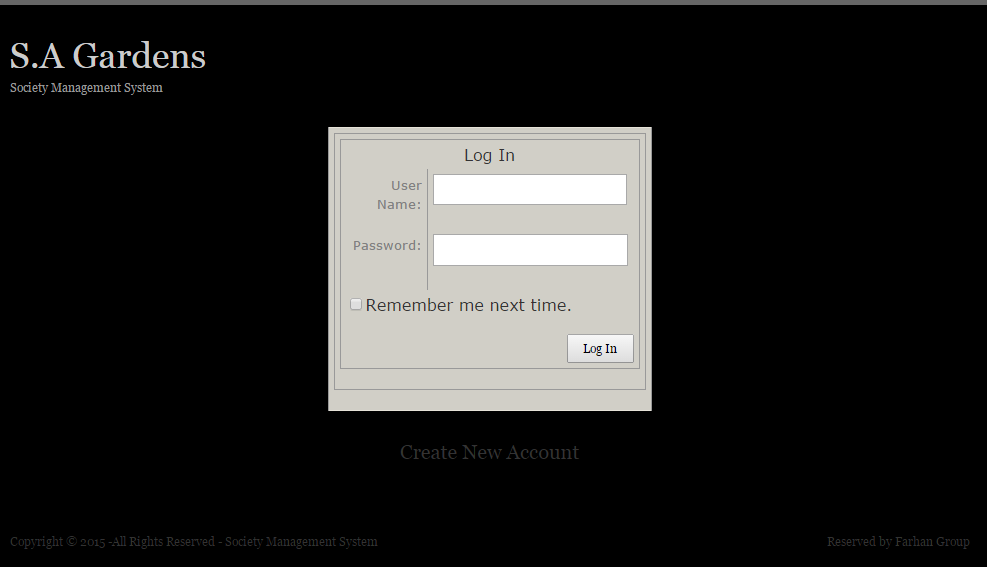 S.A Gardens
Society Management System
Log In
User
Name:
Password:
Remember me next time.
Log In
Create New Account
Copyright © 2015 -All Rights Reserved - Society Management System
Reserved by Farhan Group